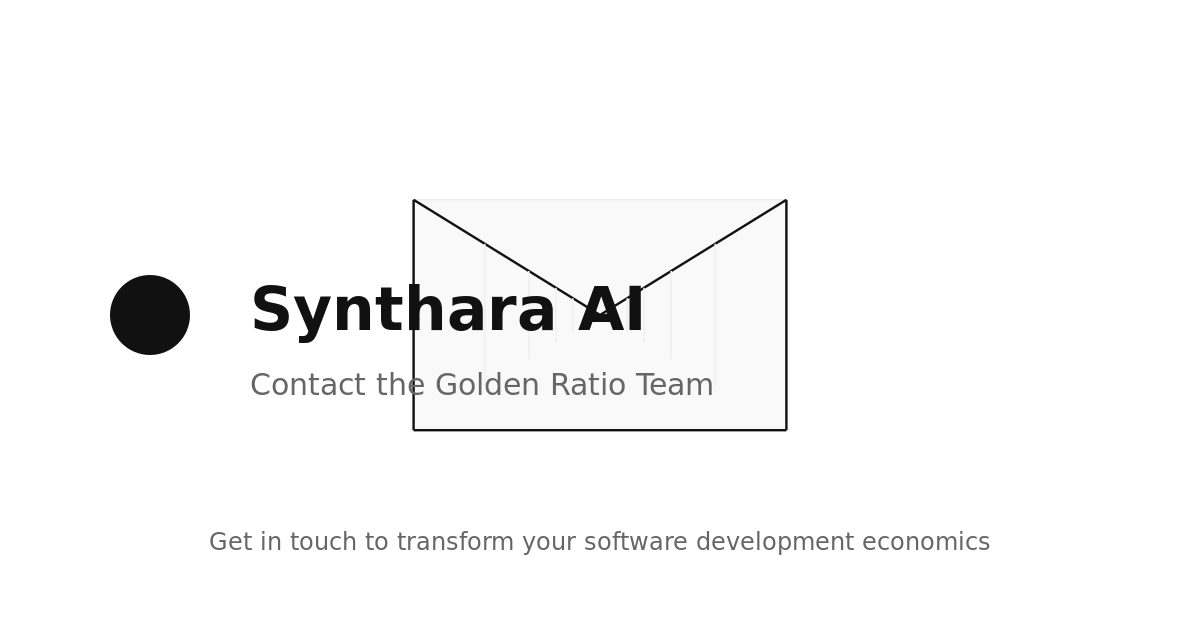 Synthara AI
Contact the Golden Ratio Team
Get in touch to transform your software development economics